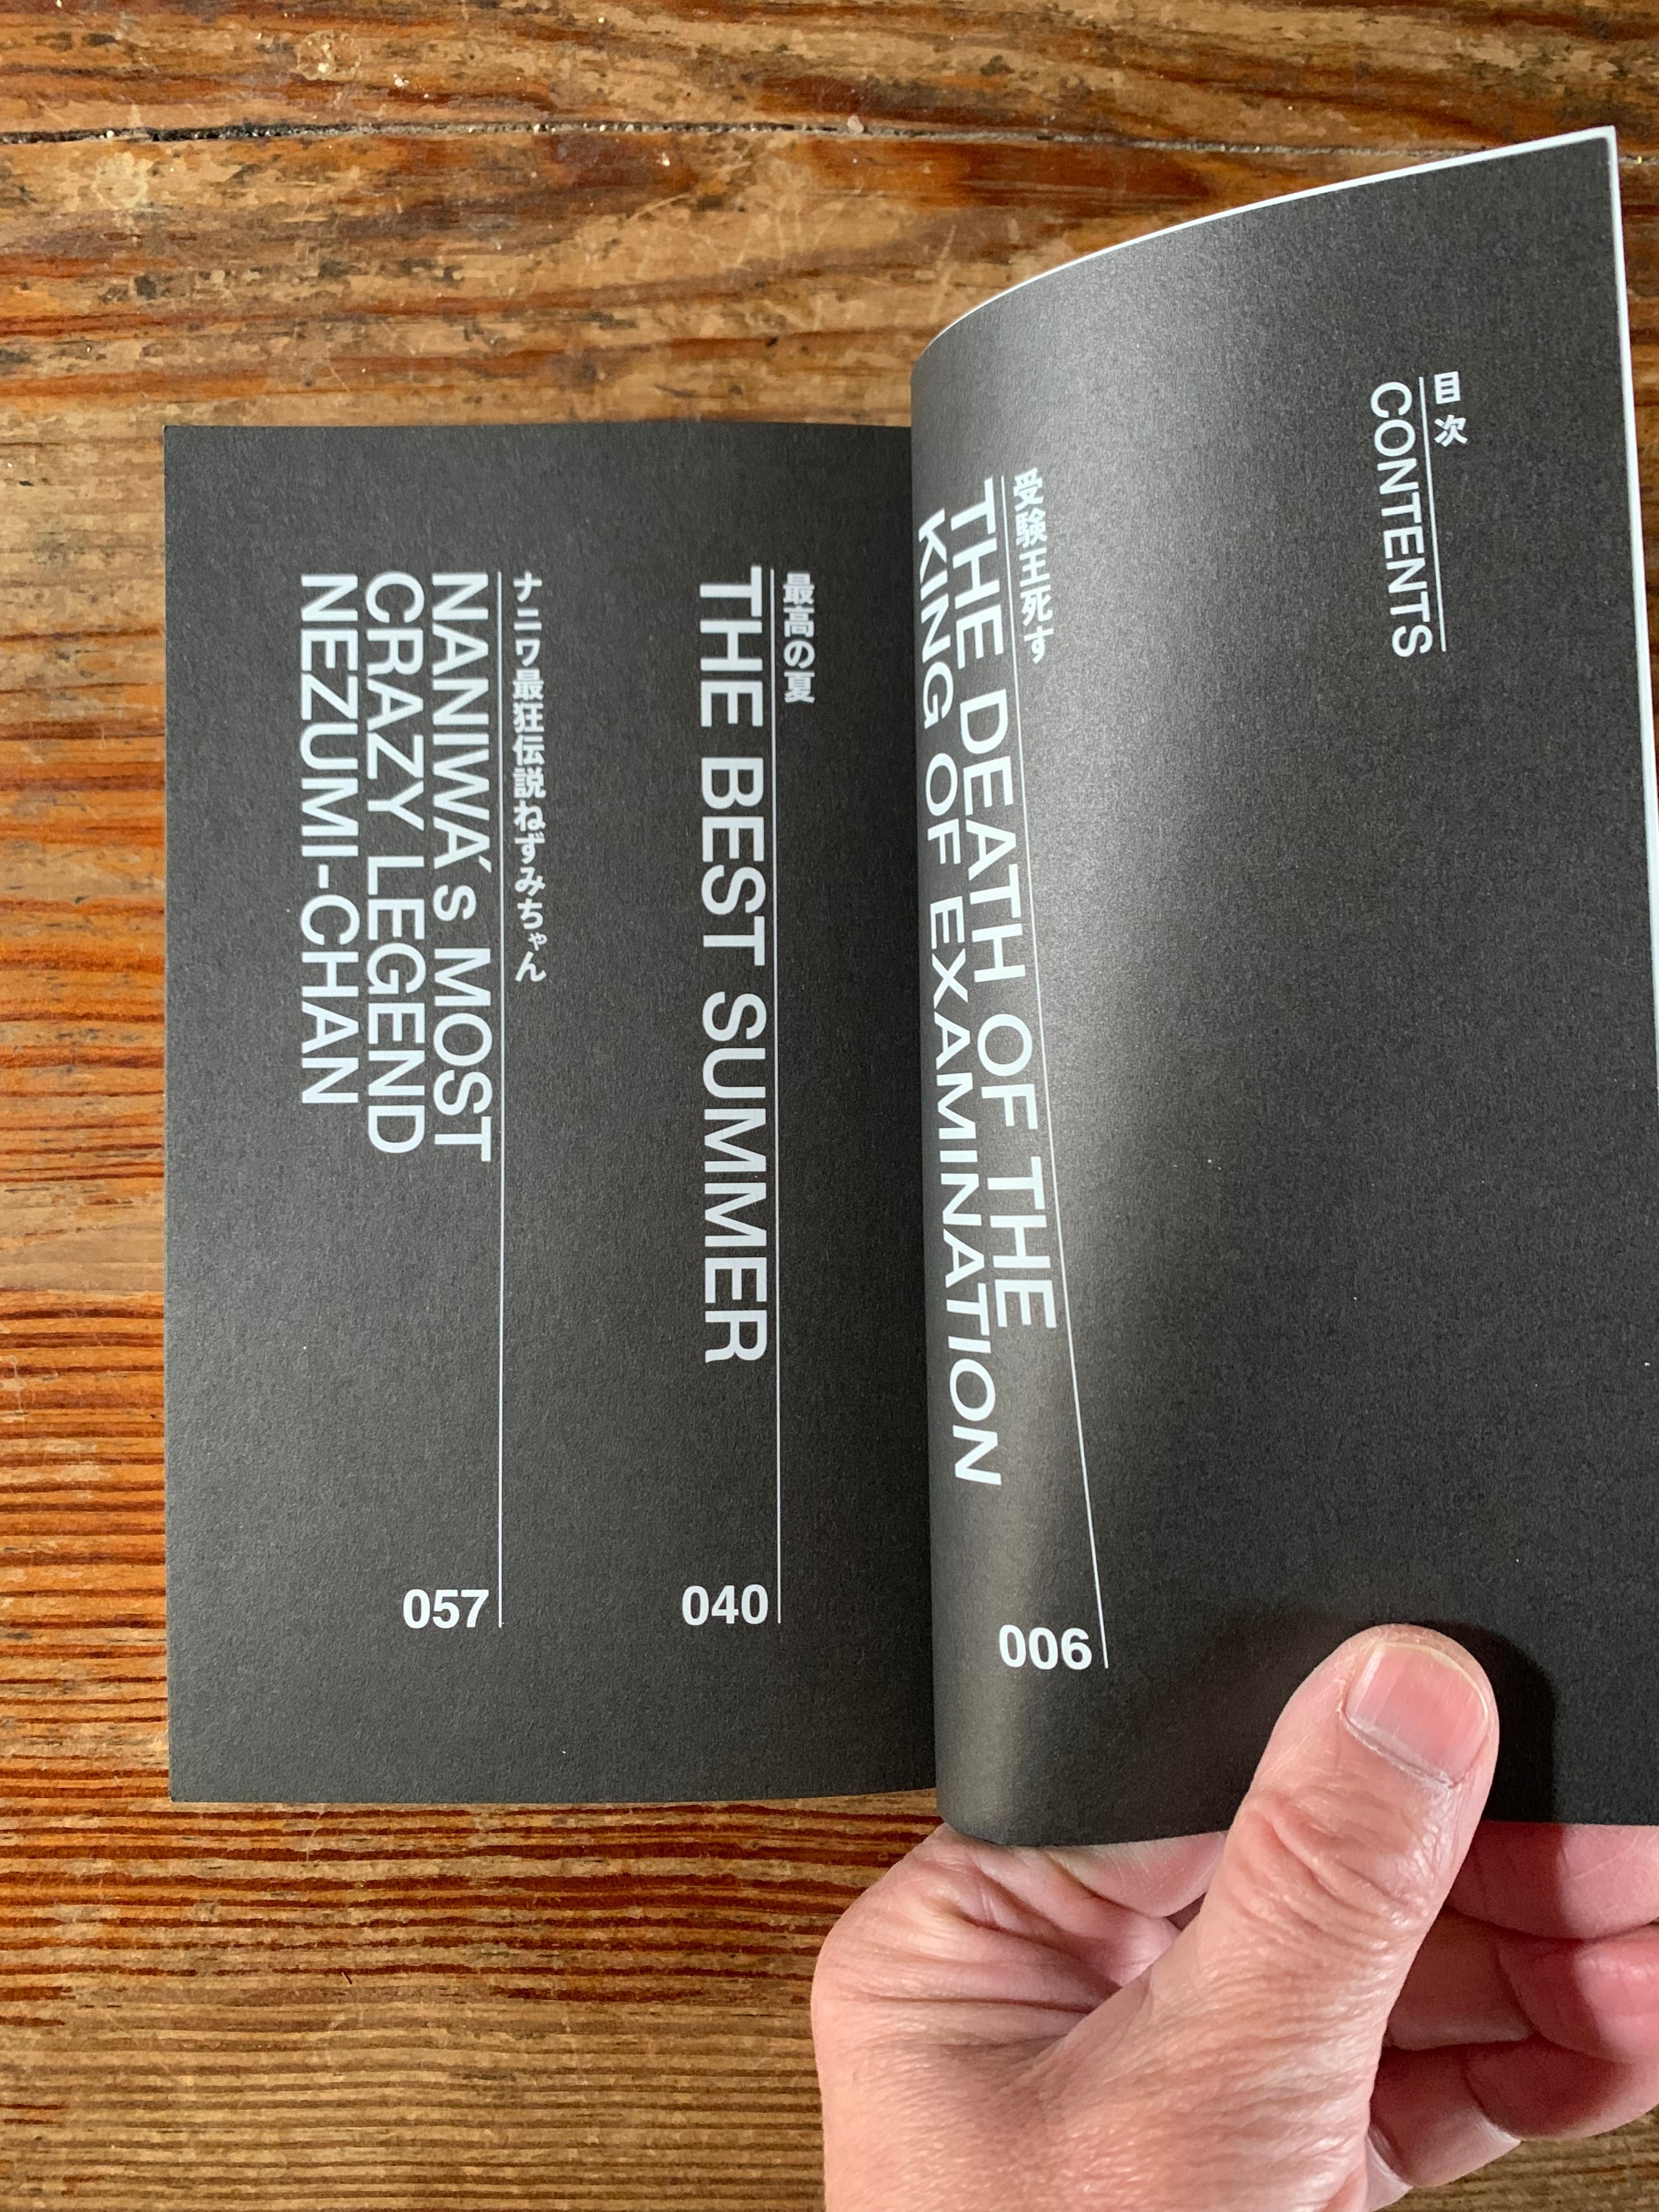 目次
CONTENTS
受験王死す
THE DEATH OF THE
KING OF EXAMINATION
006
最高の夏
THE BEST SUMMER
040
ナニワ最狂伝説ねずみちゃん
NANIWA´s MOST
CRAZY LEGEND
NEZUMI-CHAN
057